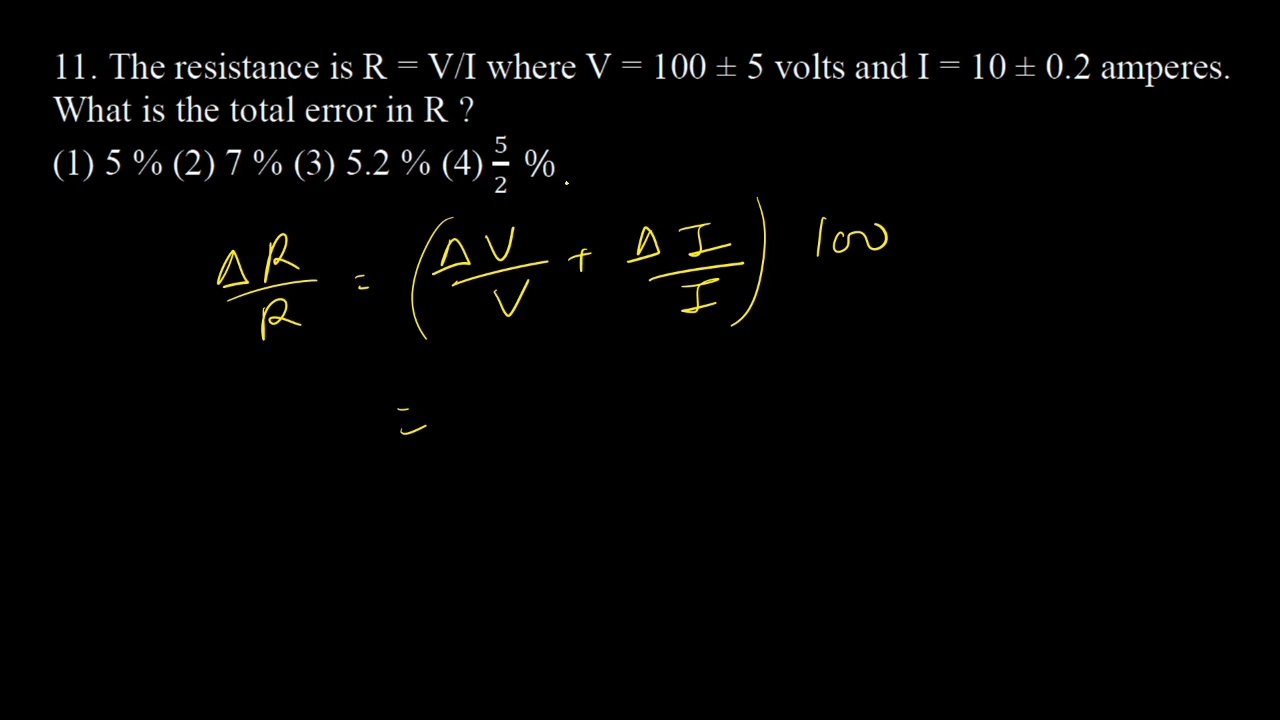 11. The resistance is R = V/I where V = 100 ± 5 volts and I = 10 ± 0.2 amperes.
What is the total error in R ?
(1) 5 % (2) 7 % (3) 5.2 % (4) 5/2 %
ΔR/R = (ΔV/V + ΔI/I) 100
=